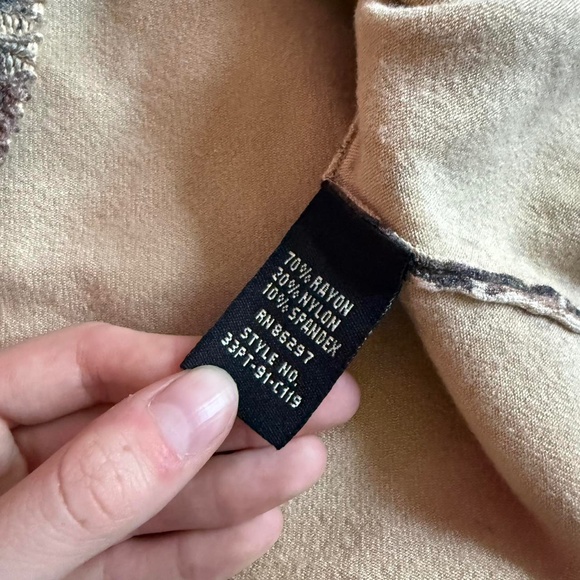 70% RAYON
20% NYLON
10% SPANDEX
RN 86297
STYLE NO.
33PT-91-C119